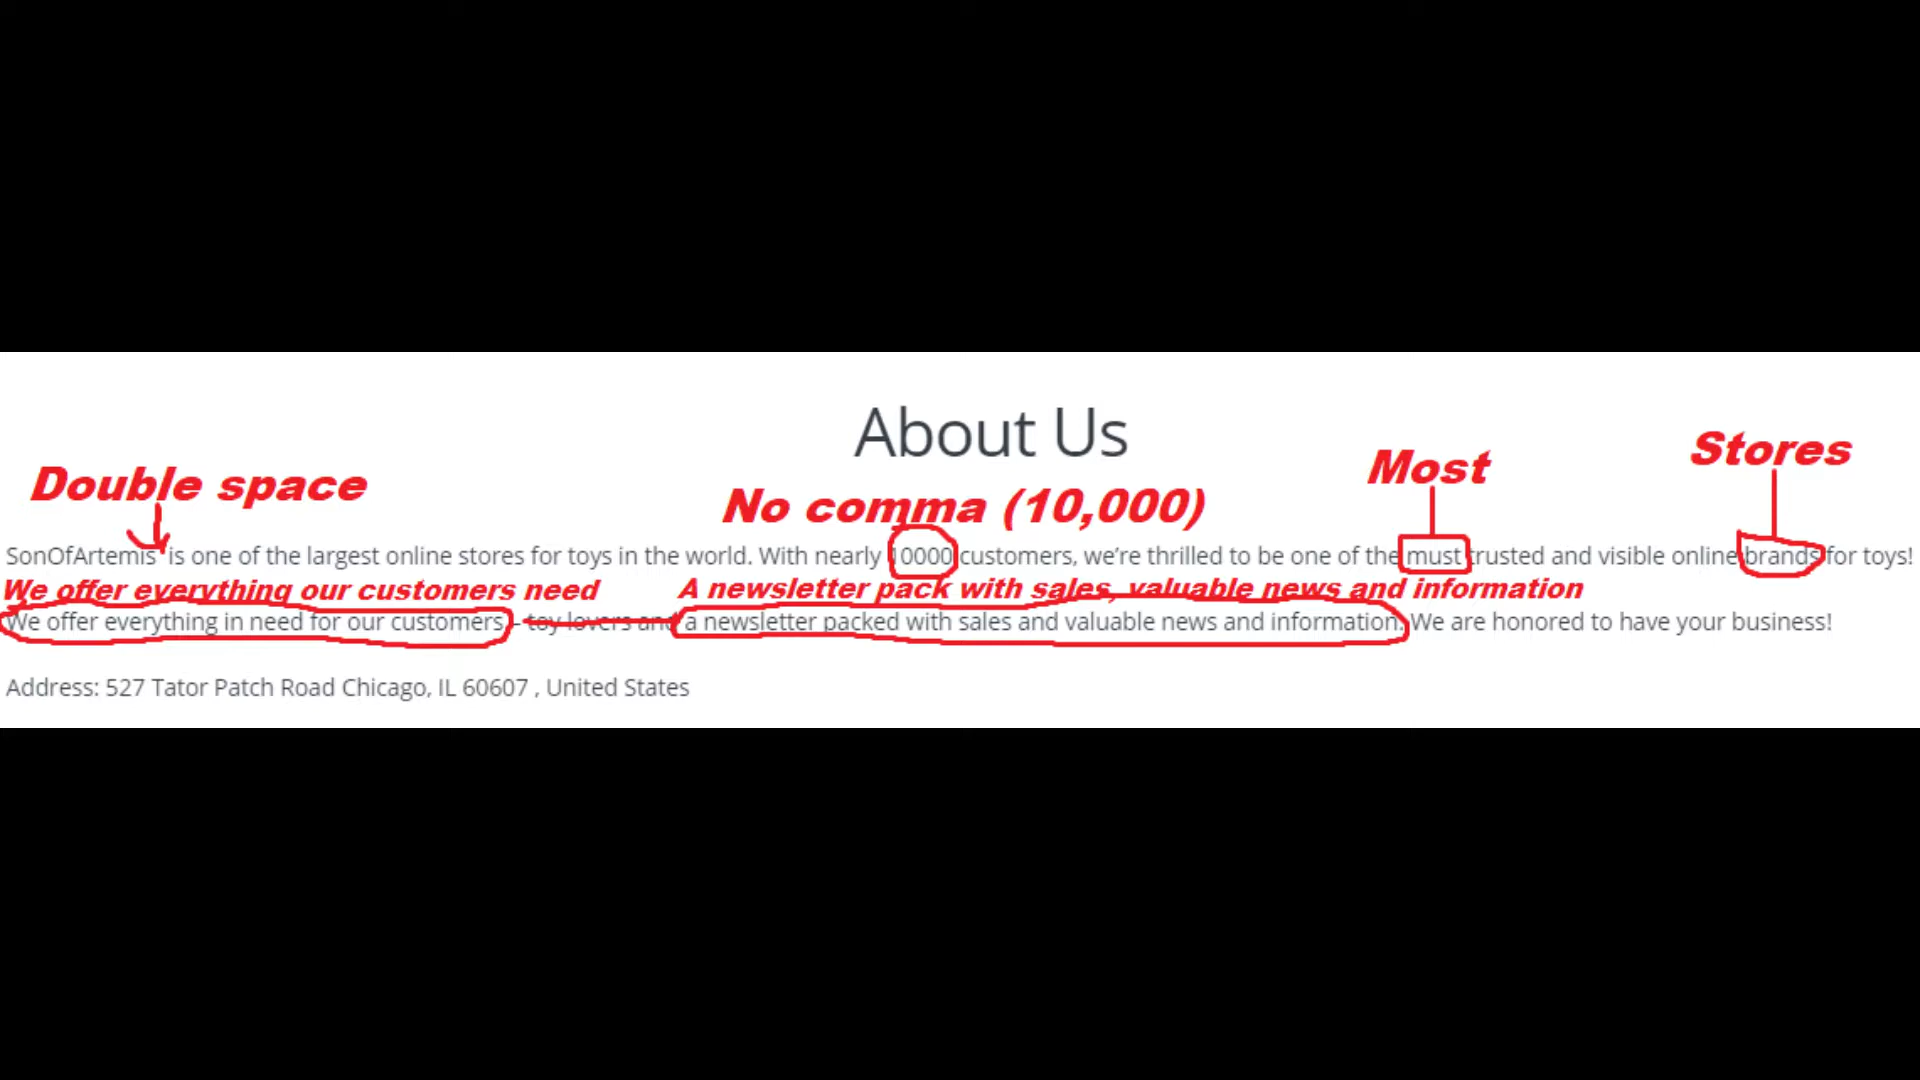 About Us
Stores
Most
Double space
No comma (10,000)
SonOfArtemis  is one of the largest online stores for toys in the world. With nearly 10000 customers, we’re thrilled to be one of the must trusted and visible online brands for toys!
We offer everything our customers need A newsletter pack with sales, valuable news and information
We offer everything in need for our customers – toy lovers and a newsletter packed with sales and valuable news and information. We are honored to have your business!
Address: 527 Tator Patch Road Chicago, IL 60607 , United States